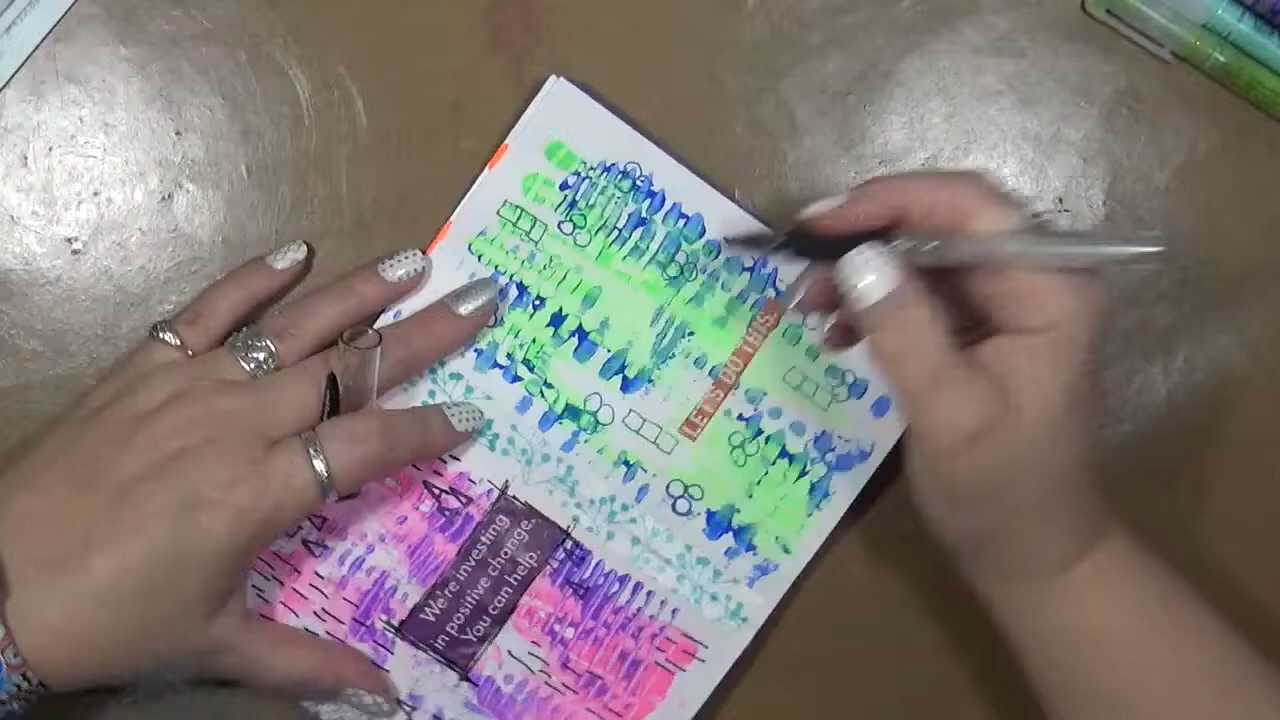 LET'S DO THIS.
We're investing
in positive change.
You can help.